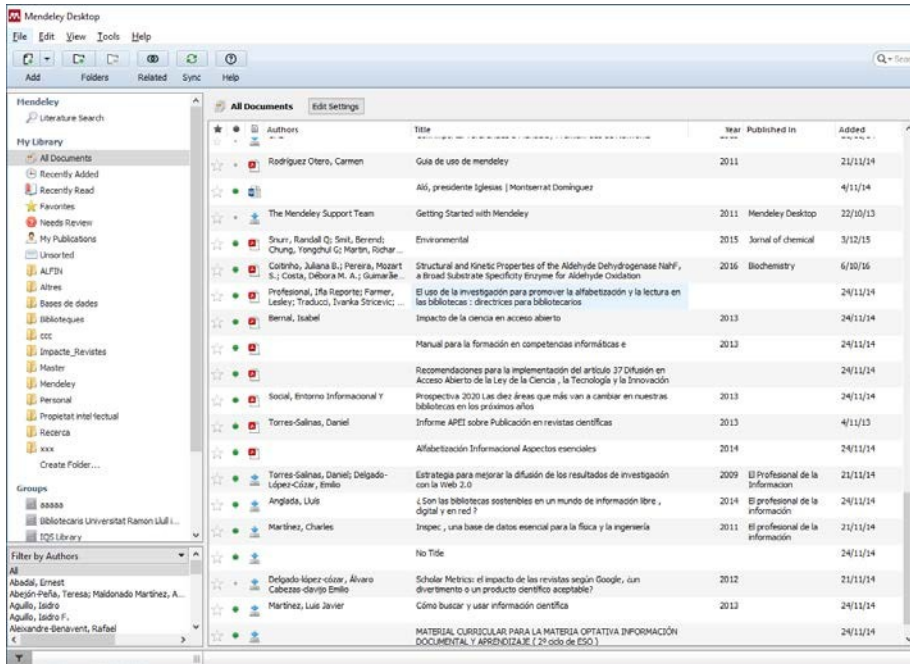 Mendeley Desktop
File Edit View Tools Help
Add Folders Related Sync Help
Mendeley
Literature Search
My Library
All Documents
Recently Added
Recently Read
Favorites
Needs Review
My Publications
Unsorted
ALFIN
Altres
Bases de dades
Biblioteques
ccc
Impacte_Revistes
Master
Mendeley
Personal
Propietat intel·lectual
Recerca
xxx
Create Folder...
Groups
aaaaa
Bibliotecaris Universitat Ramon Llull i...
IQS Library
Filter by Authors
All
Abadal, Ernest
Abejón-Peña, Teresa; Maldonado Martínez, A...
Aguillo, Isidro
Aguillo, Isidro F.
Aleixandre-Benavent, Rafael
All Documents Edit Settings
Authors Title Year Published In Added
Rodríguez Otero, Carmen Guia de uso de mendeley 2011 21/11/14
Aló, presidente Iglesias | Montserrat Domínguez 4/11/14
The Mendeley Support Team Getting Started with Mendeley 2011 Mendeley Desktop 22/10/13
Snurr, Randall Q; Smit, Berend; Environmental 2015 Jornal of chemical 3/12/15
Chung, Yongchul G; Martin, Richar...
Coitinho, Juliana B.; Pereira, Mozart Structural and Kinetic Properties of the Aldehyde Dehydrogenase NahF, 2016 Biochemistry 6/10/16
S.; Costa, Débora M. A.; Guimarãe... a Broad Substrate Specificity Enzyme for Aldehyde Oxidation
Profesional, Ifla Reporte; Farmer, El uso de la investigación para promover la alfabetización y la lectura en 24/11/14
Lesley; Traducci, Ivanka Stricevic; ... las bibliotecas : directrices para bibliotecarios
Bernal, Isabel Impacto de la ciencia en acceso abierto 2013 24/11/14
Manual para la formación en competencias informáticas e 2013 24/11/14
Recomendaciones para la implementación del artículo 37 Difusión en 24/11/14
Acceso Abierto de la Ley de la Ciencia , la Tecnología y la Innovación
Social, Entorno Informacional Y Prospectiva 2020 Las diez áreas que más van a cambiar en nuestras 2013 24/11/14
bibliotecas en los próximos años
Torres-Salinas, Daniel Informe APEI sobre Publicación en revistas científicas 2013 4/11/13
Alfabetización Informacional Aspectos esenciales 2014 24/11/14
Torres-Salinas, Daniel; Delgado- Estrategia para mejorar la difusión de los resultados de investigación 2009 El Profesional de la 21/11/14
López-Cózar, Emilio con la Web 2.0 Informacion
Anglada, Lluís ¿ Son las bibliotecas sostenibles en un mundo de información libre , 2014 El profesional de la 24/11/14
digital y en red ? información
Martínez, Charles Inspec , una base de datos esencial para la física y la ingeniería 2011 El profesional de la 21/11/14
información
No Title 24/11/14
Delgado-lópez-cózar, Álvaro Scholar Metrics: el impacto de las revistas según Google, ¿un 2012 21/11/14
Cabezas-clavijo Emilio divertimento o un producto científico aceptable?
Martínez, Luis Javier Cómo buscar y usar información científica 2013 24/11/14
MATERIAL CURRICULAR PARA LA MATERIA OPTATIVA INFORMACIÓN 24/11/14
DOCUMENTAL Y APRENDIZAJE ( 2º ciclo de ESO )